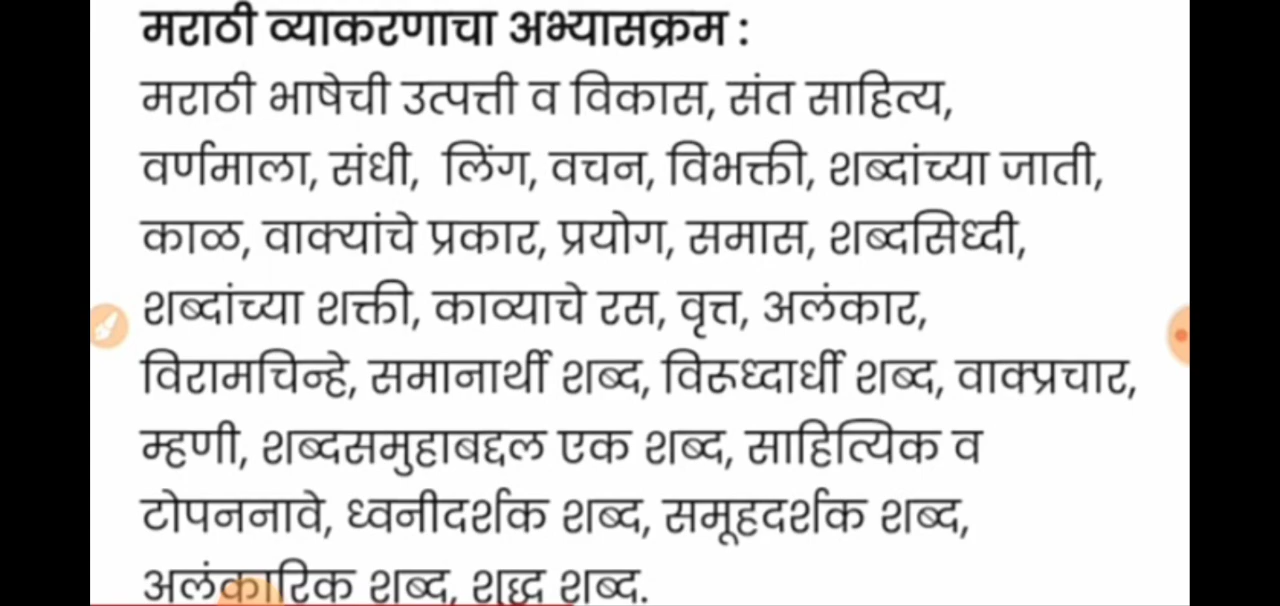 मराठी व्याकरणाचा अभ्यासक्रम :
मराठी भाषेची उत्पत्ती व विकास, संत साहित्य,
वर्णमाला, संधी, लिंग, वचन, विभक्ती, शब्दांच्या जाती,
काळ, वाक्यांचे प्रकार, प्रयोग, समास, शब्दसिध्दी,
शब्दांच्या शक्ती, काव्याचे रस, वृत्त, अलंकार,
विरामचिन्हे, समानार्थी शब्द, विरूध्दार्धी शब्द, वाक्प्रचार,
म्हणी, शब्दसमुहाबद्दल एक शब्द, साहित्यिक व
टोपननावे, ध्वनीदर्शक शब्द, समूहदर्शक शब्द,
अलंकारिक शब्द, शुद्ध शब्द.